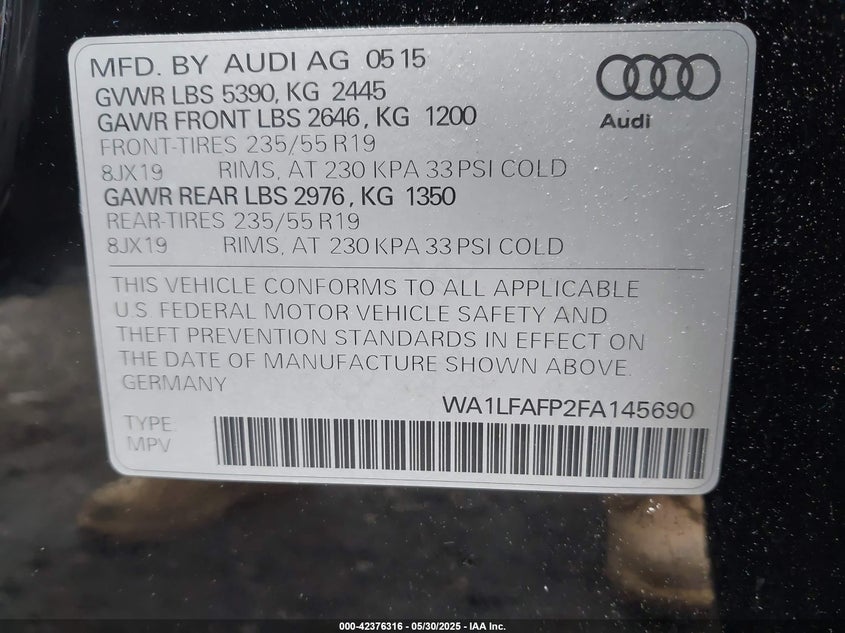 MFD. BY AUDI AG 05 15
GVWR LBS 5390, KG 2445
GAWR FRONT LBS 2646, KG 1200
FRONT-TIRES 235/55 R19
8JX19 RIMS, AT 230 KPA 33 PSI COLD
GAWR REAR LBS 2976, KG 1350
REAR-TIRES 235/55 R19
8JX19 RIMS, AT 230 KPA 33 PSI COLD
Audi
THIS VEHICLE CONFORMS TO ALL APPLICABLE
U.S. FEDERAL MOTOR VEHICLE SAFETY AND
THEFT PREVENTION STANDARDS IN EFFECT ON
THE DATE OF MANUFACTURE SHOWN ABOVE.
GERMANY
WA1LFAFP2FA145690
TYPE
MPV
000-42376316 - 05/30/2025 - IAA Inc.